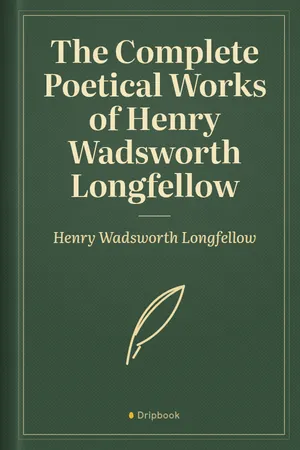 The Complete
Poetical Works
of Henry
Wadsworth
Longfellow
Henry Wadsworth Longfellow
Dripbook